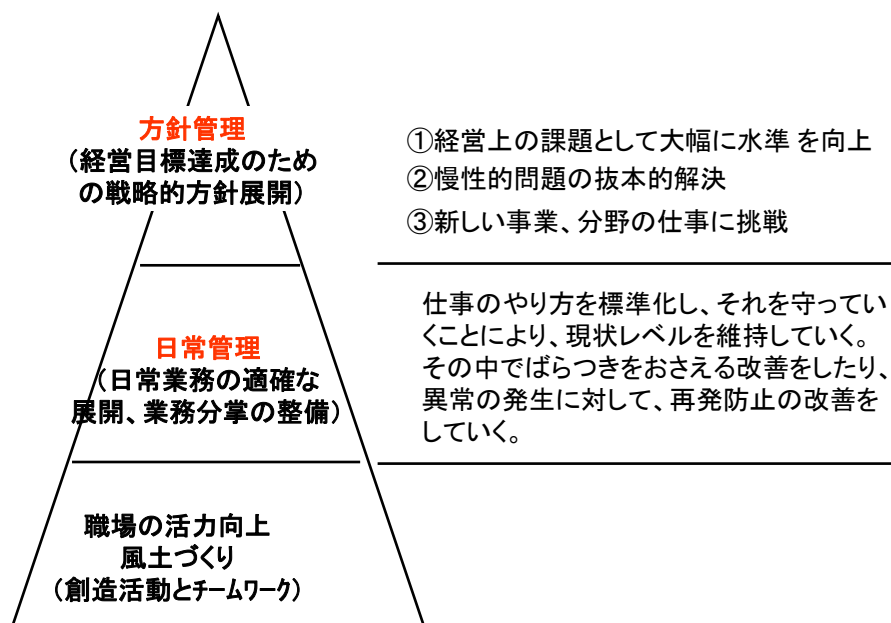 方針管理
(経営目標達成のため
の戦略的方針展開)
①経営上の課題として大幅に水準 を向上
②慢性的問題の抜本的解決
③新しい事業、分野の仕事に挑戦
日常管理
(日常業務の適確な
展開、業務分掌の整備)
仕事のやり方を標準化し、それを守ってい
くことにより、現状レベルを維持していく。
その中でばらつきをおさえる改善をしたり、
異常の発生に対して、再発防止の改善を
していく。
職場の活力向上
風土づくり
(創造活動とチームワーク)